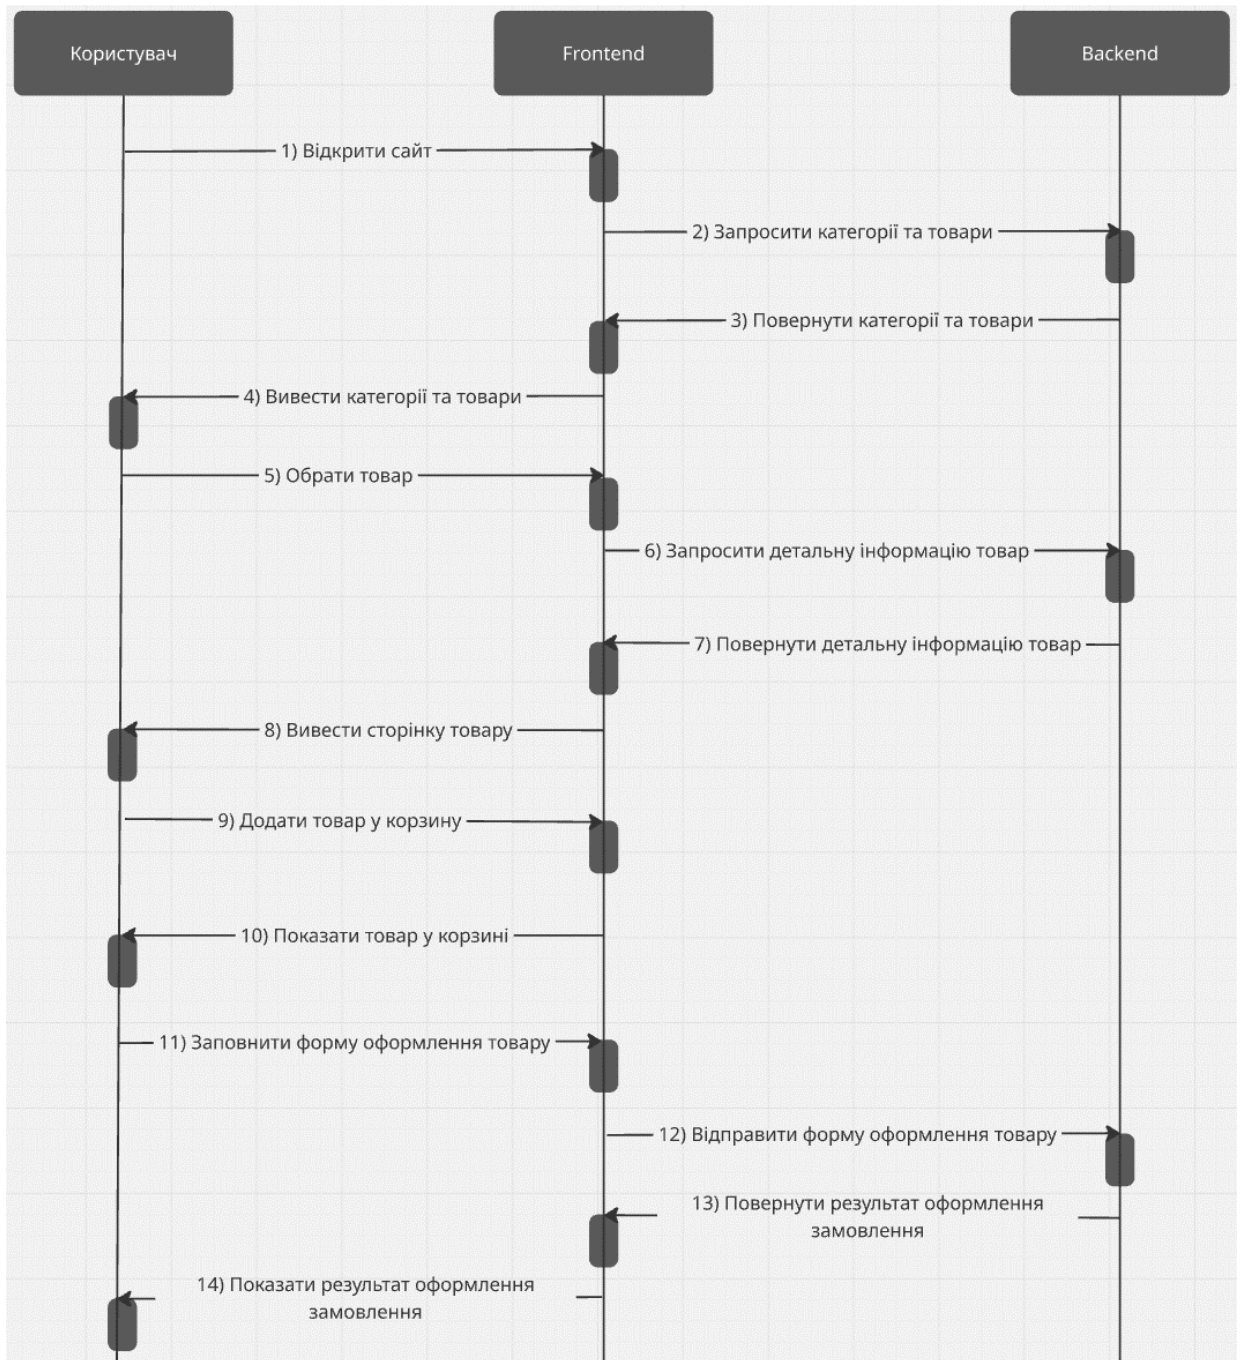 Користувач
Frontend
Backend
1) Відкрити сайт
2) Запросити категорії та товари
3) Повернути категорії та товари
4) Вивести категорії та товари
5) Обрати товар
6) Запросити детальну інформацію товар
7) Повернути детальну інформацію товар
8) Вивести сторінку товару
9) Додати товар у корзину
10) Показати товар у корзині
11) Заповнити форму оформлення товару
12) Відправити форму оформлення товару
13) Повернути результат оформлення
замовлення
14) Показати результат оформлення
замовлення